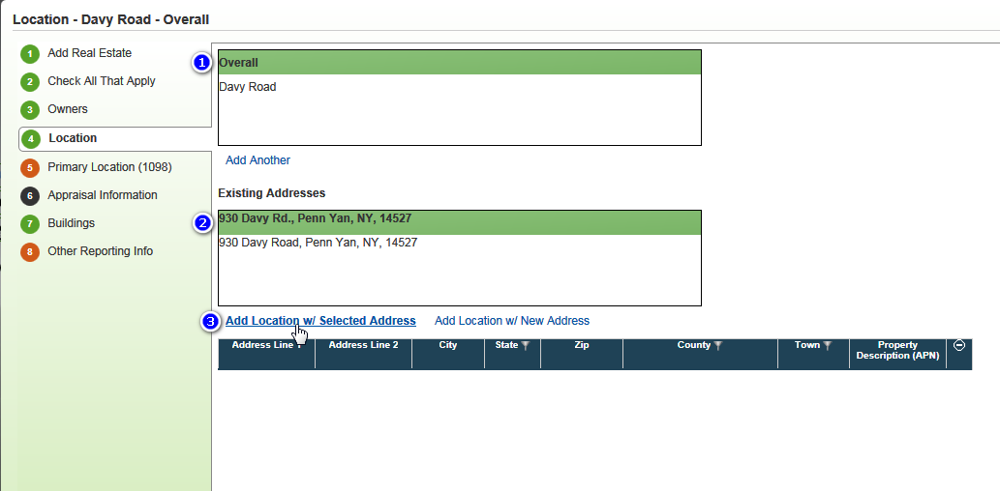 Location - Davy Road - Overall
1 Add Real Estate
2 Check All That Apply
3 Owners
4 Location
5 Primary Location (1098)
6 Appraisal Information
7 Buildings
8 Other Reporting Info
1 Overall
Davy Road
Add Another
Existing Addresses
2 930 Davy Rd., Penn Yan, NY, 14527
930 Davy Road, Penn Yan, NY, 14527
3 Add Location w/ Selected Address Add Location w/ New Address
Address Line 1 Address Line 2 City State Zip County Town Property
Description (APN)